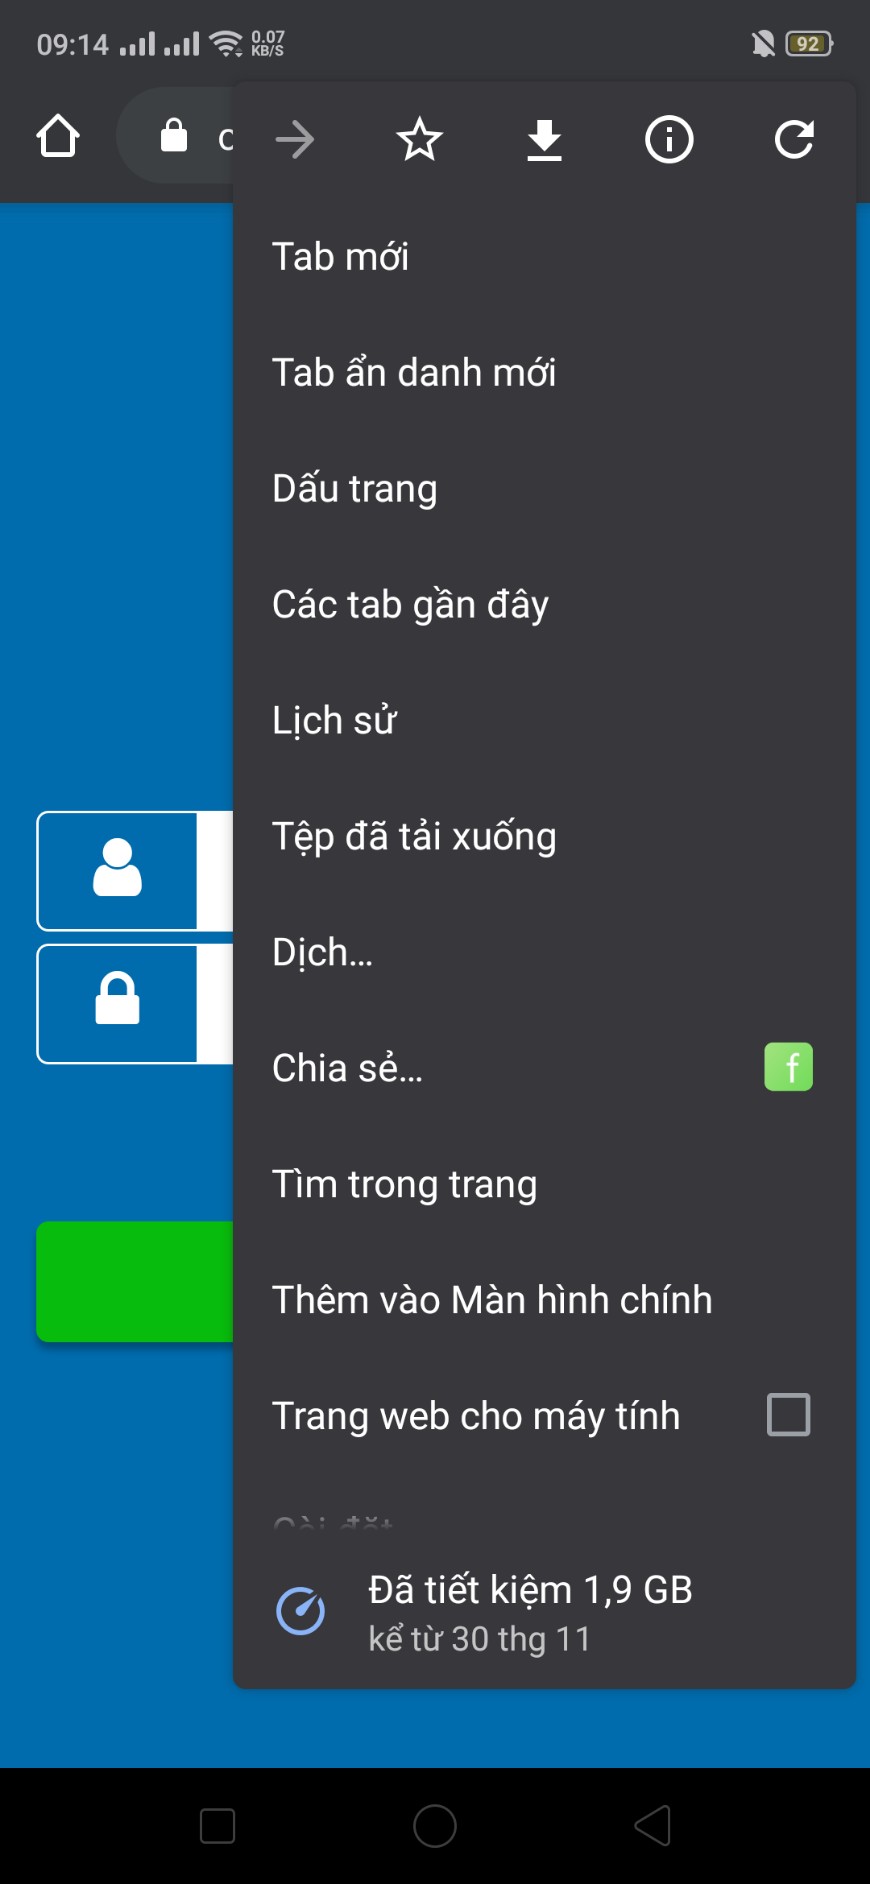 09:14
0.07
KB/S
92
Tab mới
Tab ẩn danh mới
Dấu trang
Các tab gần đây
Lịch sử
Tệp đã tải xuống
Dịch...
Chia sẻ...
f
Tìm trong trang
Thêm vào Màn hình chính
Trang web cho máy tính
Cài đặt
Đã tiết kiệm 1,9 GB
kể từ 30 thg 11